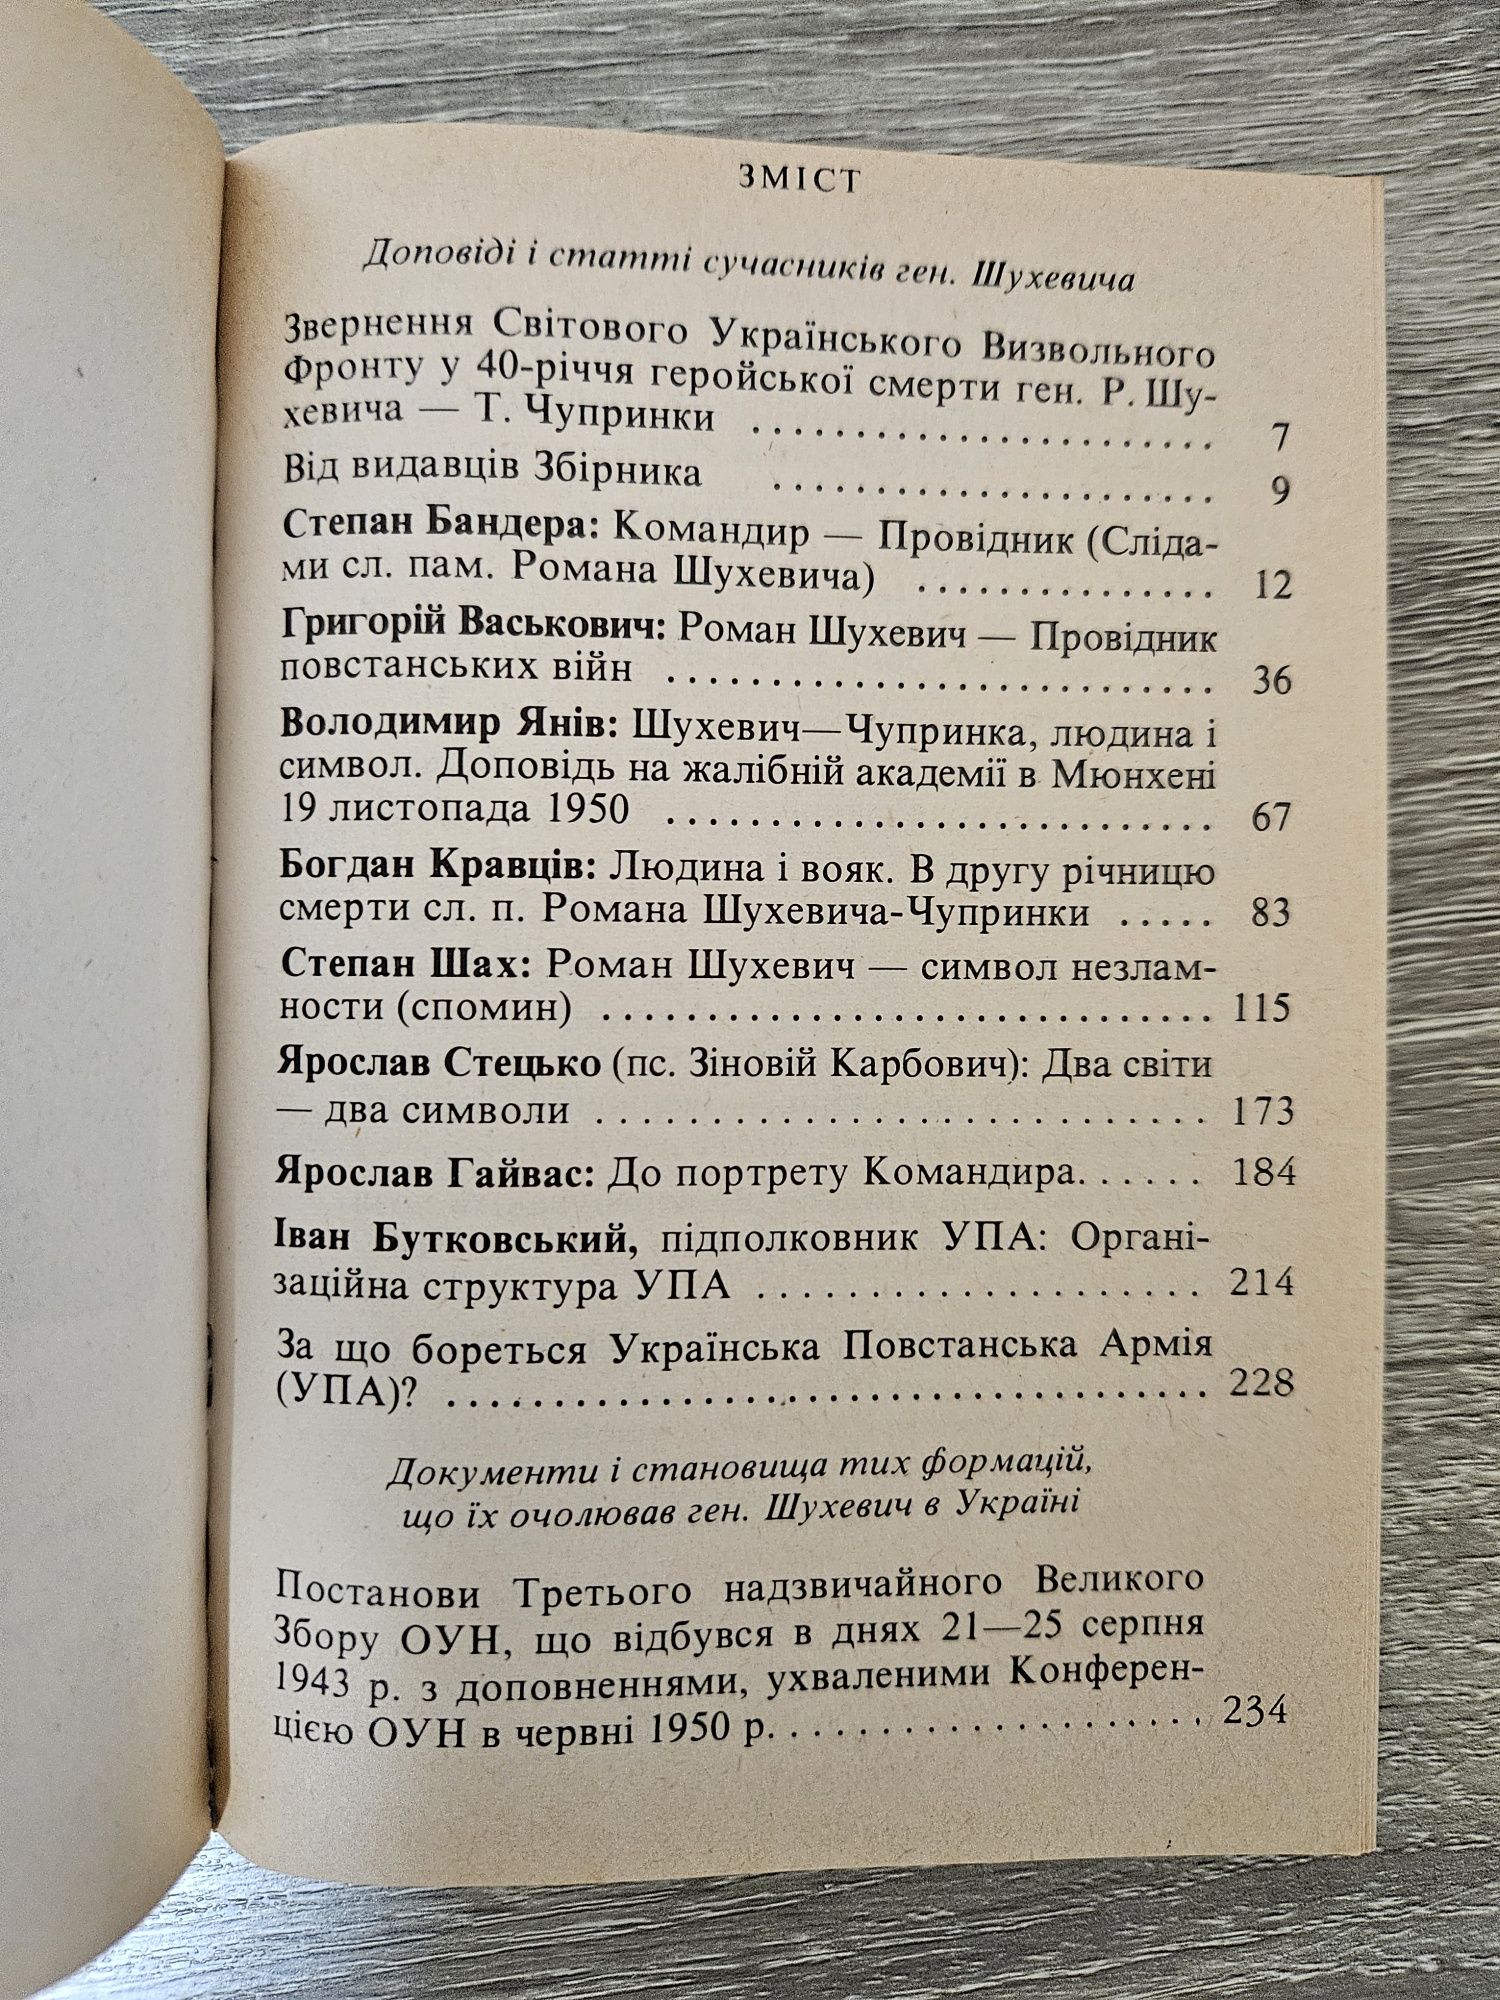 ЗМІСТ
Доповіді і статті сучасників ген. Шухевича
Звернення Світового Українського Визвольного
Фронту у 40-річчя геройської смерти ген. Р. Шу-
хевича — Т. Чупринки . . . . . . . . . . . . . . . . . . . . . . 7
Від видавців Збірника . . . . . . . . . . . . . . . . . . . . . 9
Степан Бандера: Командир — Провідник (Сліда-
ми сл. пам. Романа Шухевича) . . . . . . . . . . . . . . 12
Григорій Васькович: Роман Шухевич — Провідник
повстанських війн . . . . . . . . . . . . . . . . . . . . . . . . . . 36
Володимир Янів: Шухевич—Чупринка, людина і
символ. Доповідь на жалібній академії в Мюнхені
19 листопада 1950 . . . . . . . . . . . . . . . . . . . . . . . . . . 67
Богдан Кравців: Людина і вояк. В другу річницю
смерти сл. п. Романа Шухевича-Чупринки . . . . . 83
Степан Шах: Роман Шухевич — символ незлам-
ности (спомин) . . . . . . . . . . . . . . . . . . . . . . . . . . . . . 115
Ярослав Стецько (пс. Зіновій Карбович): Два світи
— два символи . . . . . . . . . . . . . . . . . . . . . . . . . . . 173
Ярослав Гайвас: До портрету Командира. . . . . . 184
Іван Бутковський, підполковник УПА: Органі-
заційна структура УПА . . . . . . . . . . . . . . . . . . . . 214
За що бореться Українська Повстанська Армія
(УПА)? . . . . . . . . . . . . . . . . . . . . . . . . . . . . . . . . . . . 228
Документи і становища тих формацій,
що їх очолював ген. Шухевич в Україні
Постанови Третього надзвичайного Великого
Збору ОУН, що відбувся в днях 21—25 серпня
1943 р. з доповненнями, ухваленими Конферен-
цією ОУН в червні 1950 р. . . . . . . . . . . . . . . . . . . . 234